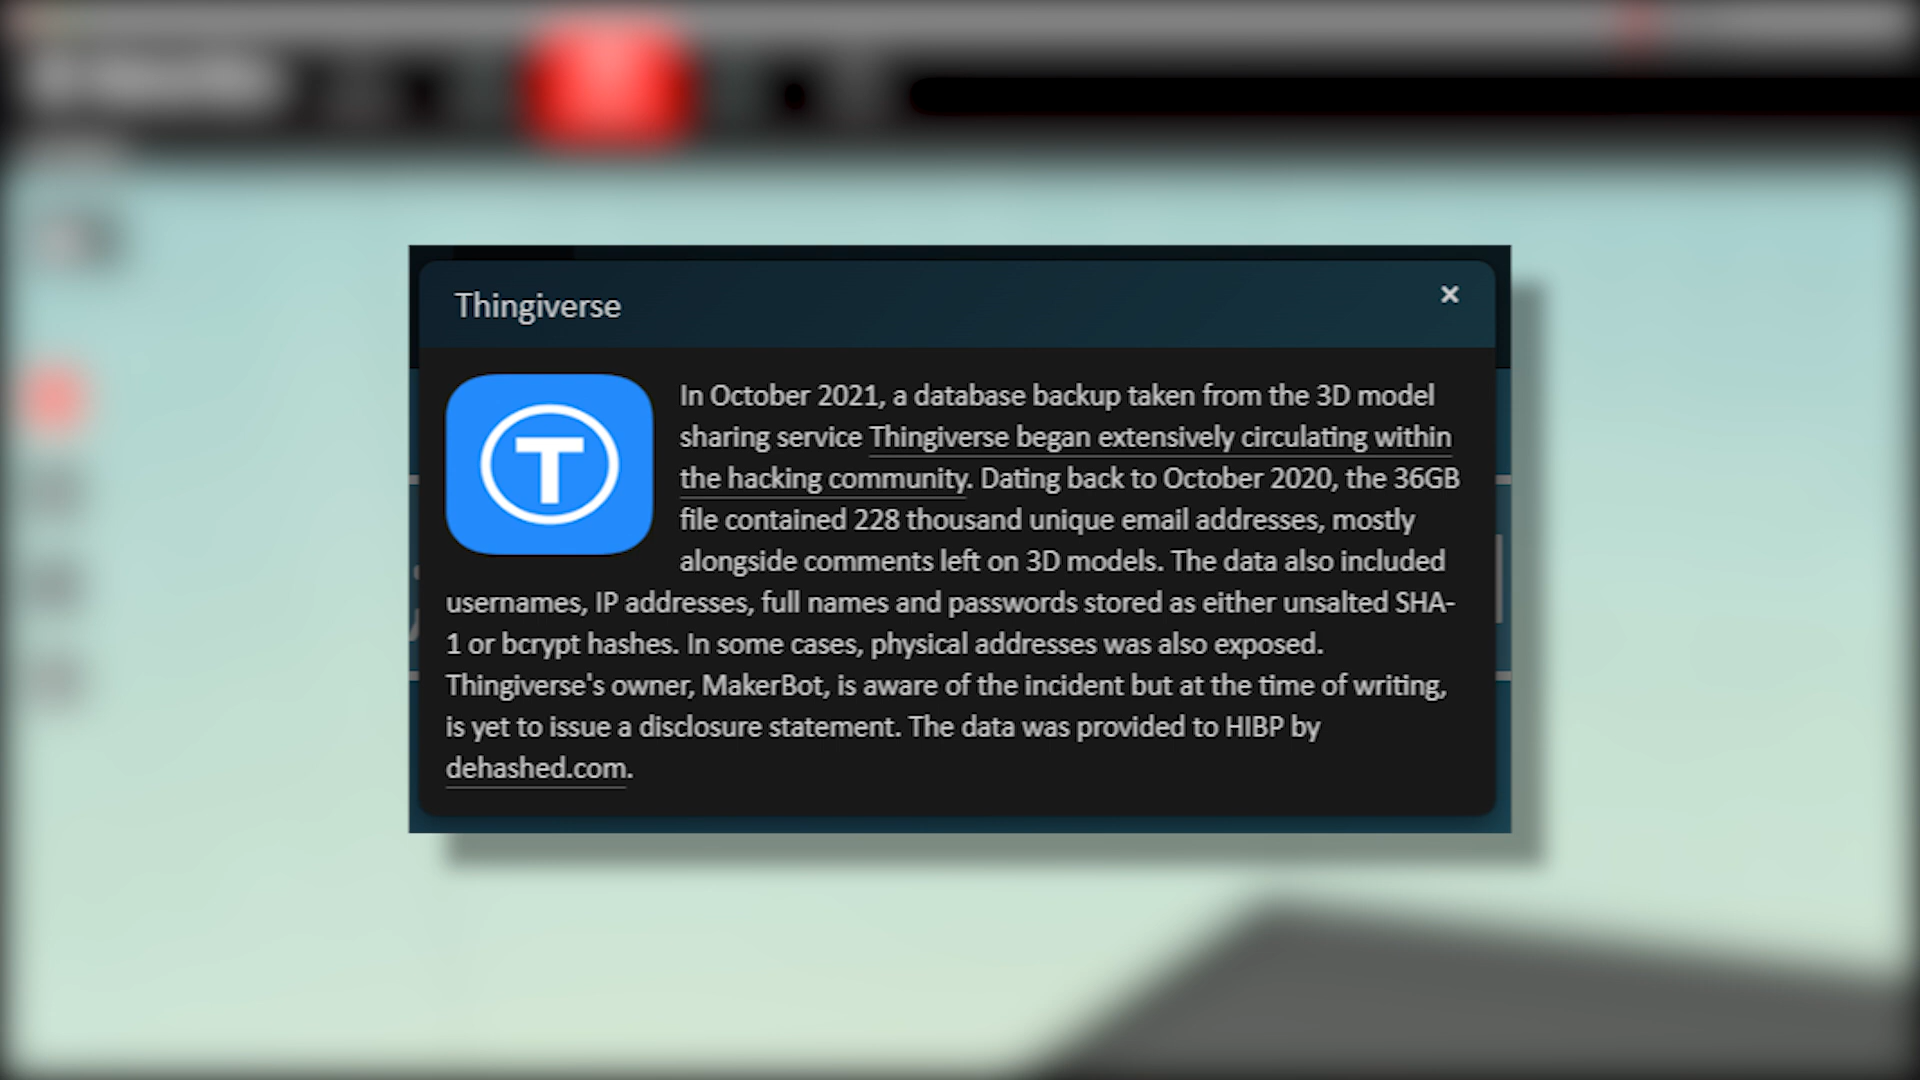 Thingiverse
×
T
In October 2021, a database backup taken from the 3D model
sharing service Thingiverse began extensively circulating within
the hacking community. Dating back to October 2020, the 36GB
file contained 228 thousand unique email addresses, mostly
alongside comments left on 3D models. The data also included
usernames, IP addresses, full names and passwords stored as either unsalted SHA-
1 or bcrypt hashes. In some cases, physical addresses was also exposed.
Thingiverse's owner, MakerBot, is aware of the incident but at the time of writing,
is yet to issue a disclosure statement. The data was provided to HIBP by
dehashed.com.